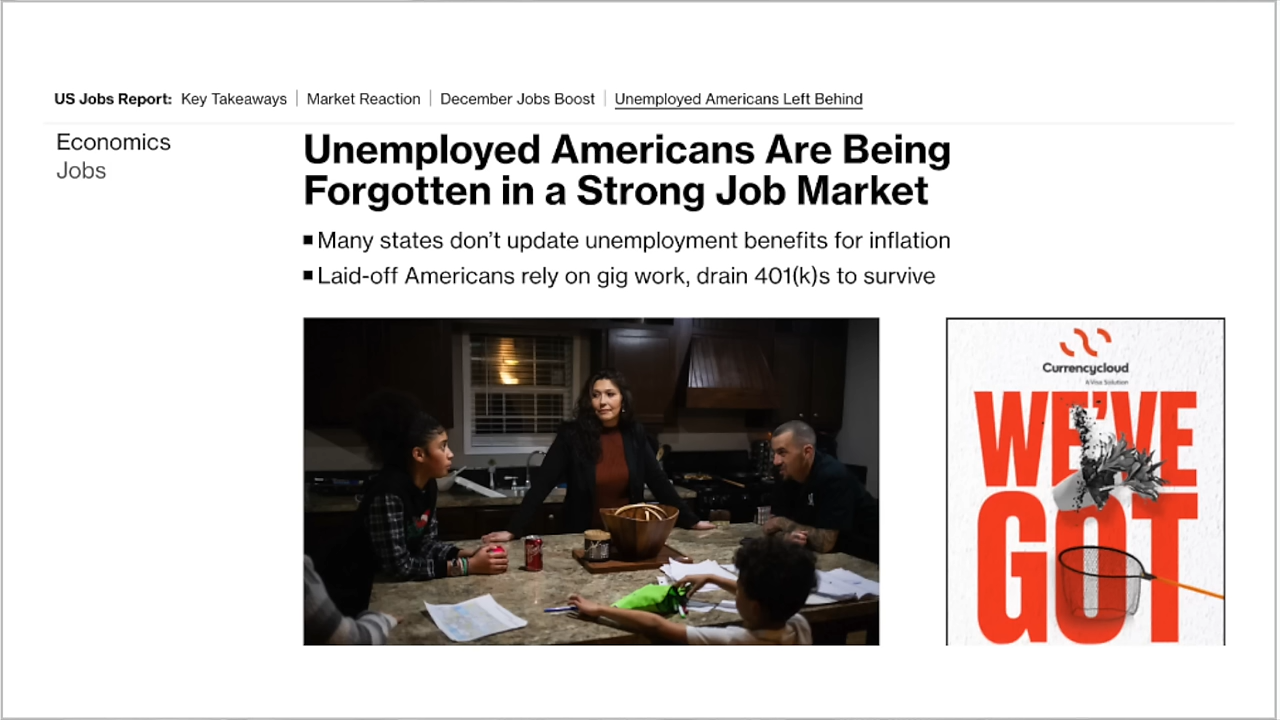 US Jobs Report: Key Takeaways | Market Reaction | December Jobs Boost | Unemployed Americans Left Behind
Economics
Jobs
Unemployed Americans Are Being
Forgotten in a Strong Job Market
Many states don’t update unemployment benefits for inflation
Laid-off Americans rely on gig work, drain 401(k)s to survive
Currencycloud
A Visa Solution
WE'VE
GOT